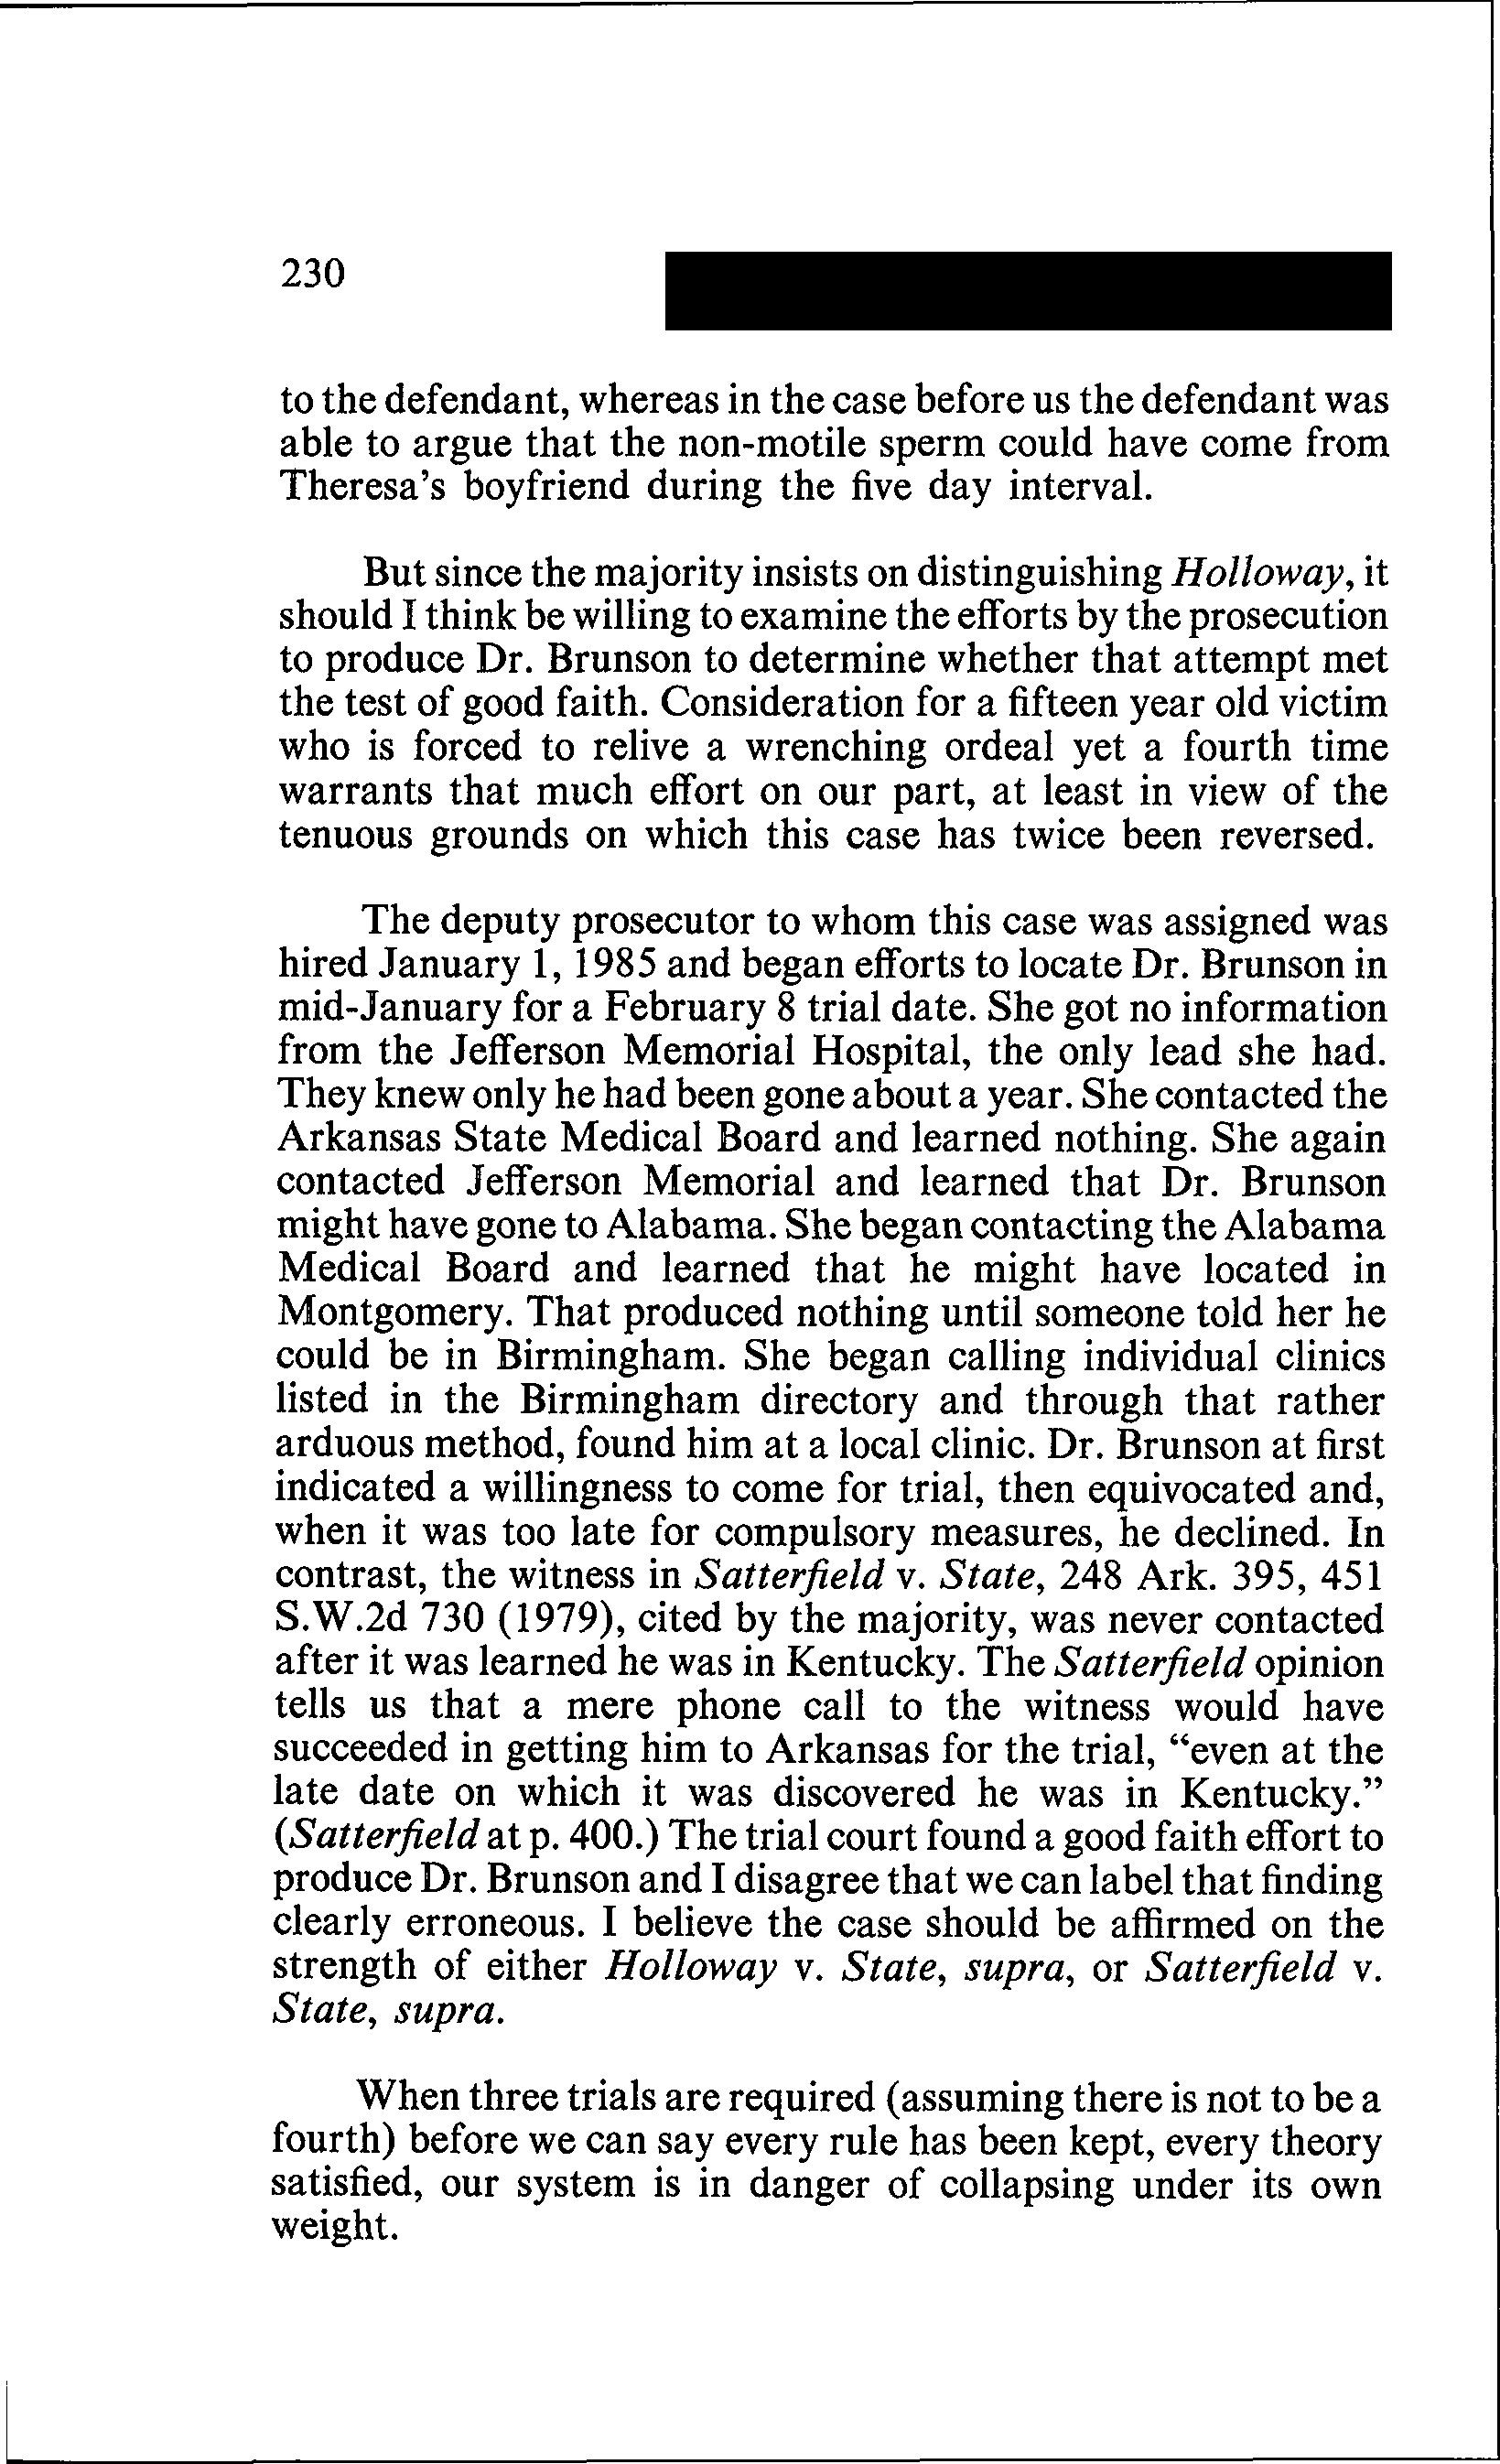 230
to the defendant, whereas in the case before us the defendant was
able to argue that the non-motile sperm could have come from
Theresa's boyfriend during the five day interval.
But since the majority insists on distinguishing Holloway, it
should I think be willing to examine the efforts by the prosecution
to produce Dr. Brunson to determine whether that attempt met
the test of good faith. Consideration for a fifteen year old victim
who is forced to relive a wrenching ordeal yet a fourth time
warrants that much effort on our part, at least in view of the
tenuous grounds on which this case has twice been reversed.
The deputy prosecutor to whom this case was assigned was
hired January 1, 1985 and began efforts to locate Dr. Brunson in
mid-January for a February 8 trial date. She got no information
from the Jefferson Memorial Hospital, the only lead she had.
They knew only he had been gone about a year. She contacted the
Arkansas State Medical Board and learned nothing. She again
contacted Jefferson Memorial and learned that Dr. Brunson
might have gone to Alabama. She began contacting the Alabama
Medical Board and learned that he might have located in
Montgomery. That produced nothing until someone told her he
could be in Birmingham. She began calling individual clinics
listed in the Birmingham directory and through that rather
arduous method, found him at a local clinic. Dr. Brunson at first
indicated a willingness to come for trial, then equivocated and,
when it was too late for compulsory measures, he declined. In
contrast, the witness in Satterfield v. State, 248 Ark. 395, 451
S.W.2d 730 (1979), cited by the majority, was never contacted
after it was learned he was in Kentucky. The Satterfield opinion
tells us that a mere phone call to the witness would have
succeeded in getting him to Arkansas for the trial, “even at the
late date on which it was discovered he was in Kentucky.”
(Satterfield at p. 400.) The trial court found a good faith effort to
produce Dr. Brunson and I disagree that we can label that finding
clearly erroneous. I believe the case should be affirmed on the
strength of either Holloway v. State, supra, or Satterfield v.
State, supra.
When three trials are required (assuming there is not to be a
fourth) before we can say every rule has been kept, every theory
satisfied, our system is in danger of collapsing under its own
weight.